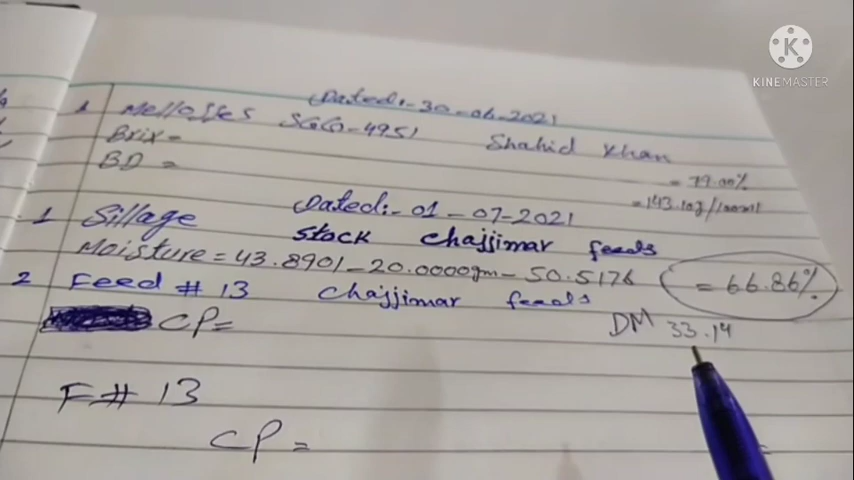 K
KINEMASTER
Dated:- 30-06-2021
1 Mellosses SGG-4951 Shahid Khan
Brix= = 79.00%
BD = =143.10g/100ml
1 Sillage Dated:- 01-07-2021
Stock Chajjimar feeds
Moisture = 43.8901-20.0000gm-50.5176 = 66.86%
2 Feed # 13 Chajjimar feeds
CP=
DM 33.14
F# 13
CP =